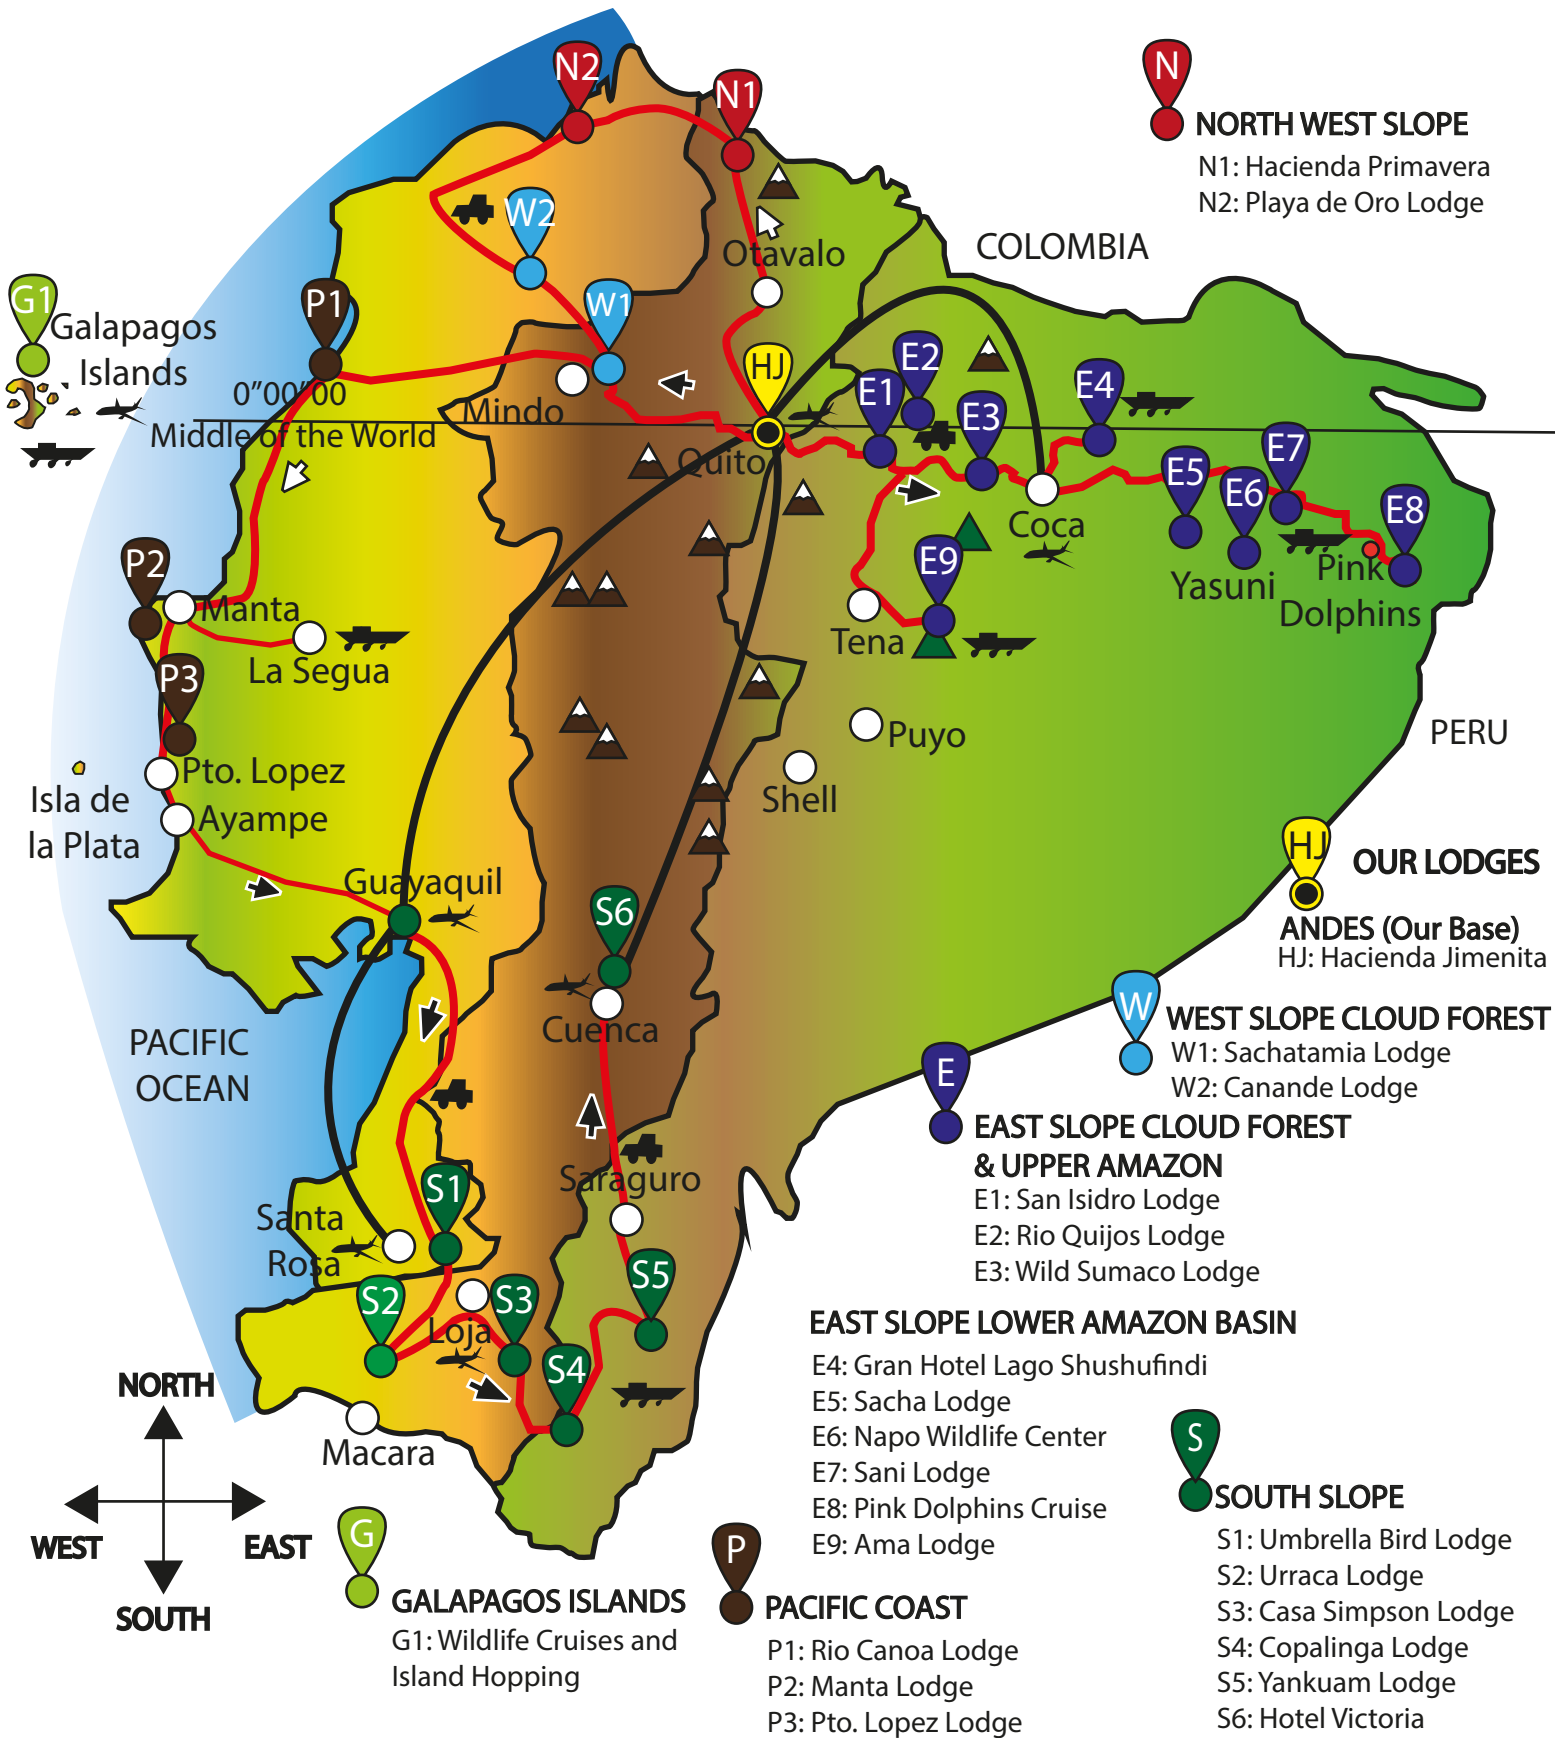 N
NORTH WEST SLOPE
N1: Hacienda Primavera
N2: Playa de Oro Lodge
N2
N1
W2
COLOMBIA
Otavalo
G1
Galapagos
Islands
P1
W1
HJ
E2
E1
E3
E4
0"00"00
Middle of the World
Mindo
Quito
E5
E6
E7
E8
Coca
P2
E9
Yasuni
Pink
Dolphins
Manta
Tena
La Segua
P3
Puyo
PERU
Pto. Lopez
Shell
Isla de
la Plata
Ayampe
Guayaquil
S6
HJ
OUR LODGES
ANDES (Our Base)
HJ: Hacienda Jimenita
Cuenca
PACIFIC
OCEAN
W
WEST SLOPE CLOUD FOREST
W1: Sachatamia Lodge
W2: Canande Lodge
E
EAST SLOPE CLOUD FOREST
& UPPER AMAZON
E1: San Isidro Lodge
E2: Rio Quijos Lodge
E3: Wild Sumaco Lodge
Saraguro
S1
Santa
Rosa
S5
S2
S3
Loja
S4
EAST SLOPE LOWER AMAZON BASIN
E4: Gran Hotel Lago Shushufindi
E5: Sacha Lodge
E6: Napo Wildlife Center
E7: Sani Lodge
E8: Pink Dolphins Cruise
E9: Ama Lodge
Macara
NORTH
WEST
EAST
SOUTH
S
SOUTH SLOPE
S1: Umbrella Bird Lodge
S2: Urraca Lodge
S3: Casa Simpson Lodge
S4: Copalinga Lodge
S5: Yankuam Lodge
S6: Hotel Victoria
G
GALAPAGOS ISLANDS
G1: Wildlife Cruises and
Island Hopping
P
PACIFIC COAST
P1: Rio Canoa Lodge
P2: Manta Lodge
P3: Pto. Lopez Lodge